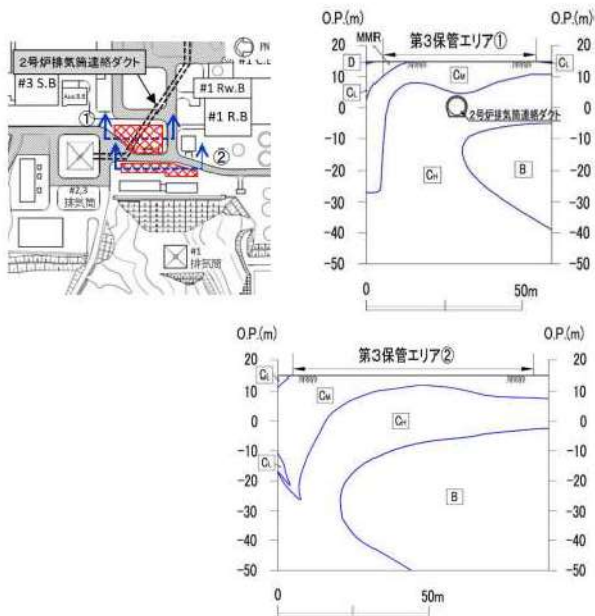 2号炉排気筒連絡ダクト
#3 S.B
Aux.B.B
#1 Rw.B
#1 R.B
①
②
#2,3
排気筒
#1
排気筒
O.P.(m)
O.P.(m)
第3保管エリア①
MMR
D
CL
CM
CL
2号炉排気筒連絡ダクト
CH
B
20
10
0
-10
-20
-30
-40
-50
20
10
0
-10
-20
-30
-40
-50
0
50m
O.P.(m)
O.P.(m)
第3保管エリア②
CL
CM
CH
CL
B
20
10
0
-10
-20
-30
-40
-50
20
10
0
-10
-20
-30
-40
-50
0
50m